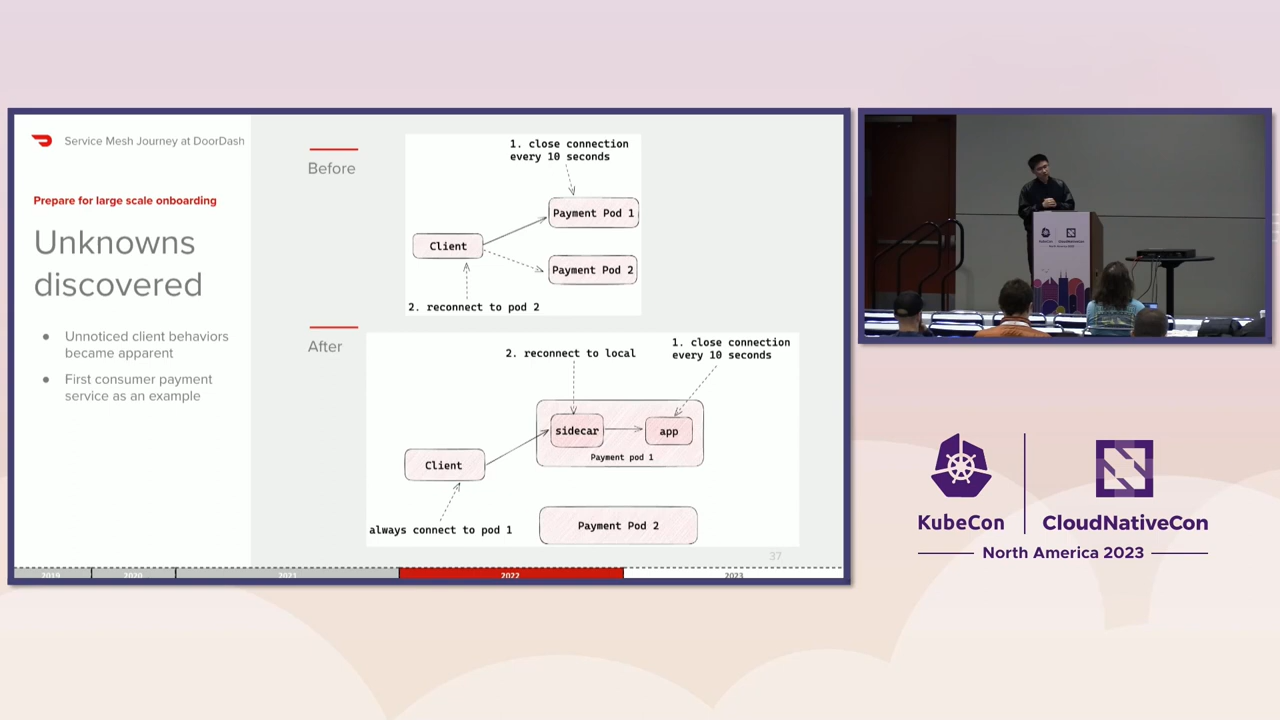 Service Mesh Journey at DoorDash
Prepare for large scale onboarding
Unknowns
discovered
● Unnoticed client behaviors
became apparent
● First consumer payment
service as an example
Before
1. close connection
every 10 seconds
Payment Pod 1
Client
Payment Pod 2
2. reconnect to pod 2
After
2. reconnect to local
1. close connection
every 10 seconds
sidecar
app
Payment pod 1
Client
always connect to pod 1
Payment Pod 2
37
2019
2020
2021
2022
2023
KubeCon
CloudNativeCon
North America 2023